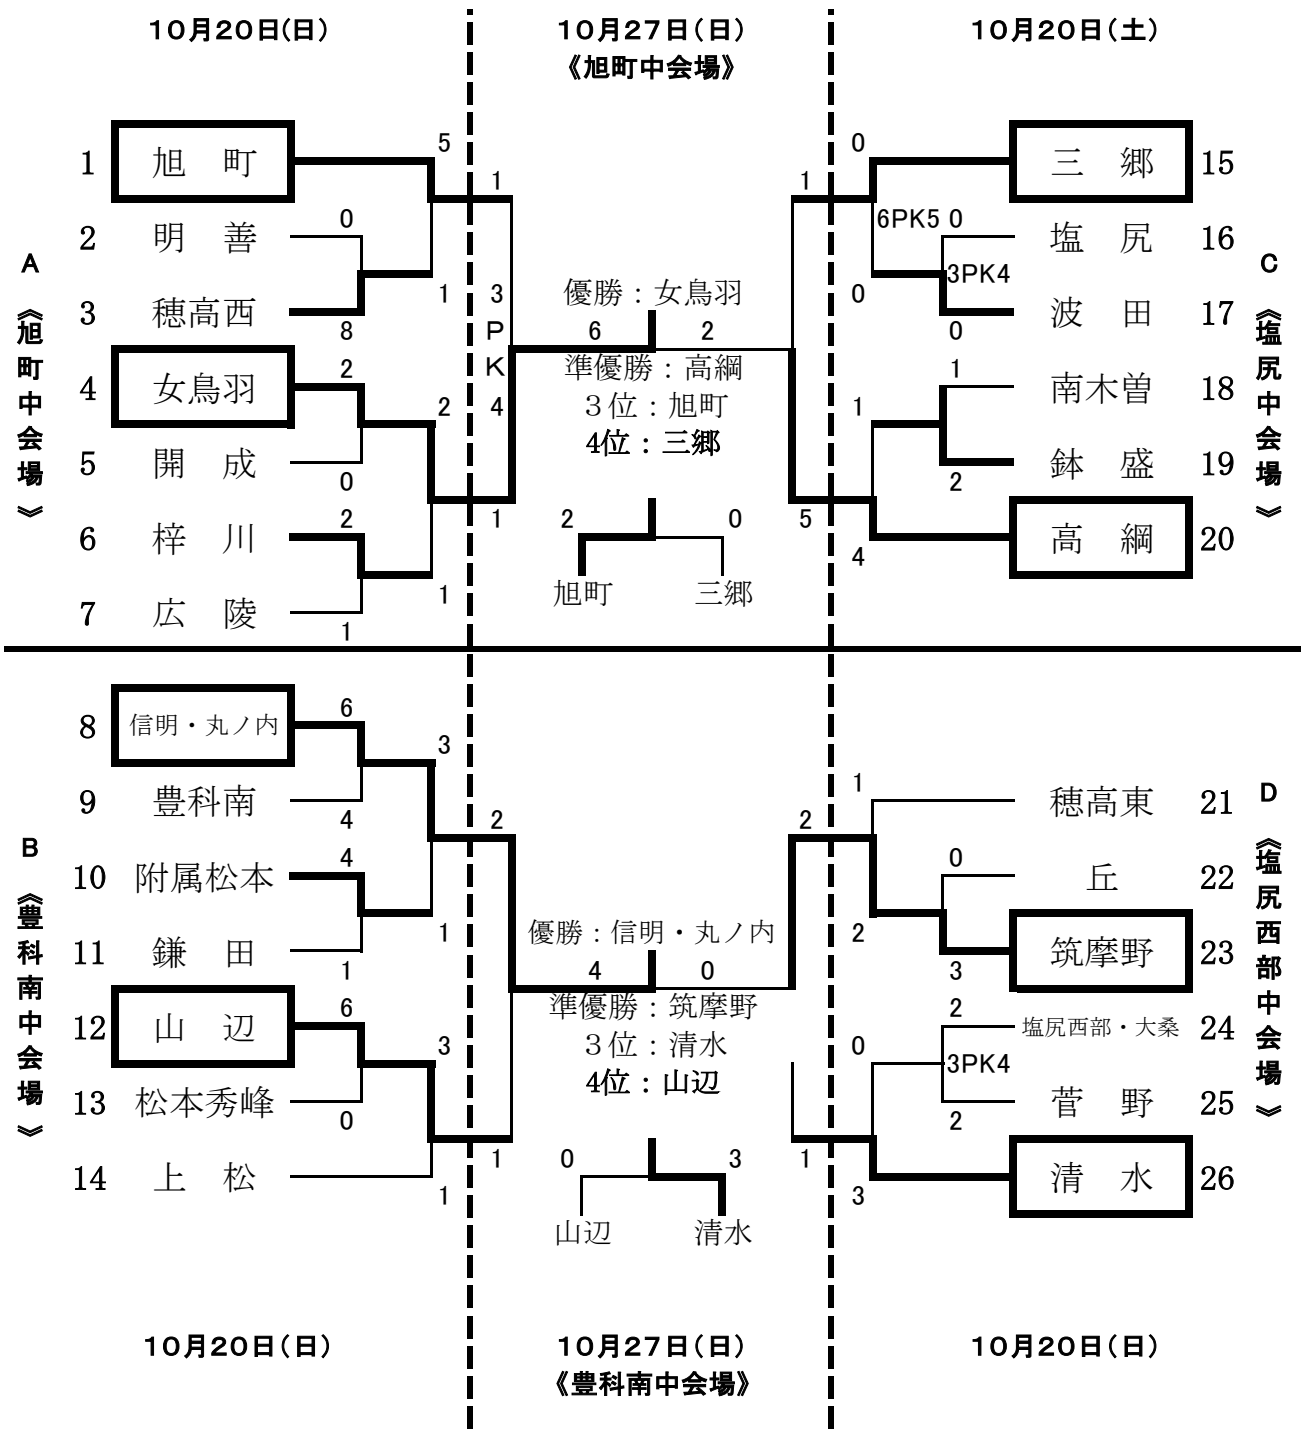 10月20日(日)
10月27日(日)
《旭町中会場》
10月20日(土)
A 《旭町中会場》
1 旭 町
5
2 明 善
0
3 穂高西
8
1
4 女鳥羽
2
5 開 成
0
2
6 梓 川
2
7 広 陵
1
1
1
3PK4
1
優勝：女鳥羽
6 2
準優勝：高綱
3位：旭町
4位：三郷
2 0
旭町 三郷
1
5
C 《塩尻中会場》
0
三 郷 15
6PK5
0
塩 尻 16
3PK4
0
波 田 17
0
1
南木曽 18
1
鉢 盛 19
2
高 綱 20
4
B 《豊科南中会場》
8 信明・丸ノ内
6
3
9 豊科南
4
10 附属松本
4
11 鎌 田
1
1
12 山 辺
6
3
13 松本秀峰
0
14 上 松
1
2
1
優勝：信明・丸ノ内
4 0
準優勝：筑摩野
3位：清水
4位：山辺
0 3
山辺 清水
2
1
D 《塩尻西部中会場》
1
穂高東 21
0
丘 22
2
筑摩野 23
3
2
塩尻西部・大桑 24
0
3PK4
菅 野 25
2
清 水 26
3
10月20日(日)
10月27日(日)
《豊科南中会場》
10月20日(日)